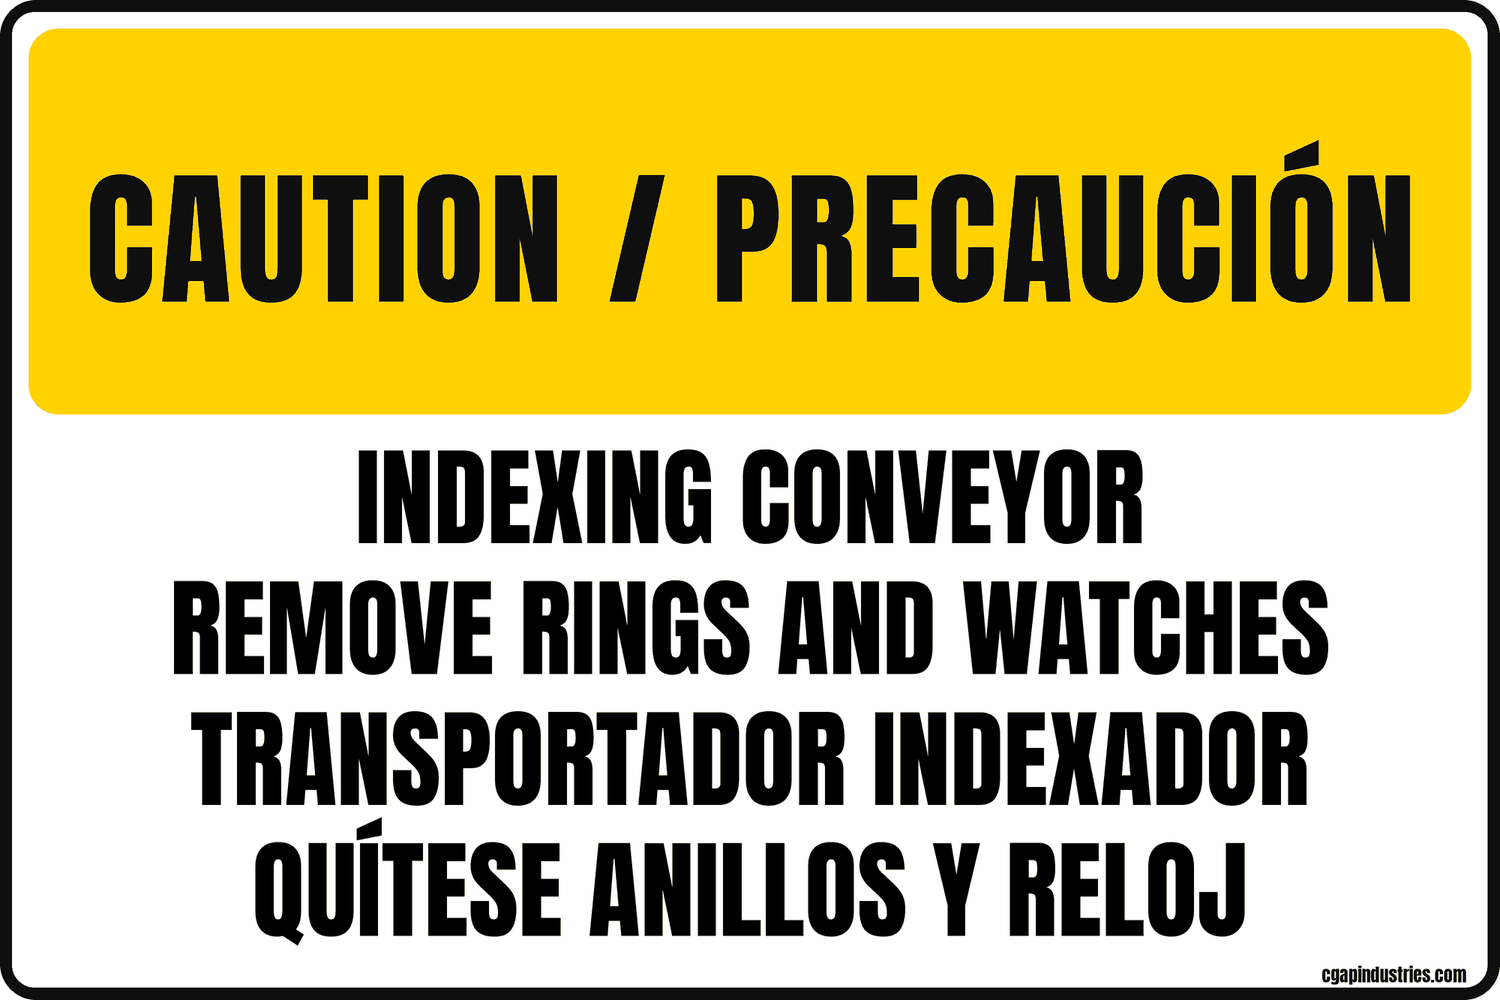 CAUTION / PRECAUCIÓN
INDEXING CONVEYOR
REMOVE RINGS AND WATCHES
TRANSPORTADOR INDEXADOR
QUÍTESE ANILLOS Y RELOJ
cgapindustries.com